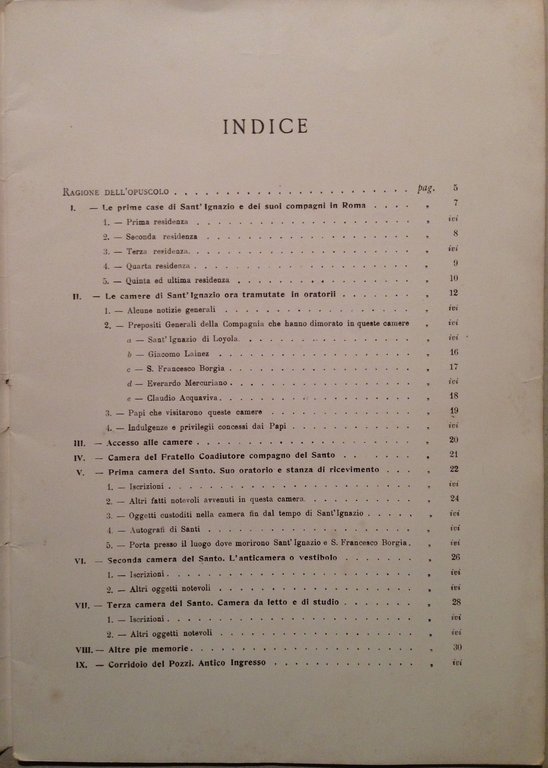 INDICE
RAGIONE DELL'OPUSCOLO . . . . . . . . . . . . . . . . . . . . . . . pag. 5
I. — Le prime case di Sant'Ignazio e dei suoi compagni in Roma . . . . „ 7
1. — Prima residenza . . . . . . . . . . . . . . . . . . . . „ ivi
2. — Seconda residenza . . . . . . . . . . . . . . . . . . . „ 8
3. — Terza residenza. . . . . . . . . . . . . . . . . . . . „ ivi
4. — Quarta residenza . . . . . . . . . . . . . . . . . . . „ 9
5. — Quinta ed ultima residenza . . . . . . . . . . . . . . . „ 10
II. — Le camere di Sant'Ignazio ora tramutate in oratorii . . . . . . . „ 12
1. — Alcune notizie generali . . . . . . . . . . . . . . . . . „ ivi
2. — Prepositi Generali della Compagnia che hanno dimorato in queste camere „ ivi
a — Sant'Ignazio di Loyola. . . . . . . . . . . . . . . . „ ivi
b — Giacomo Lainez . . . . . . . . . . . . . . . . . . „ 16
c — S. Francesco Borgia . . . . . . . . . . . . . . . . . „ 17
d — Everardo Mercuriano . . . . . . . . . . . . . . . . . „ ivi
e — Claudio Acquaviva. . . . . . . . . . . . . . . . . . „ 18
3. — Papi che visitarono queste camere . . . . . . . . . . . . . „ 19
4. — Indulgenze e privilegii concessi dai Papi . . . . . . . . . . . „ ivi
III. — Accesso alle camere . . . . . . . . . . . . . . . . . . . . „ 20
IV. — Camera del Fratello Coadiutore compagno del Santo . . . . . . . „ 21
V. — Prima camera del Santo. Suo oratorio e stanza di ricevimento . . . „ 22
1. — Iscrizioni . . . . . . . . . . . . . . . . . . . . . . „ ivi
2. — Altri fatti notevoli avvenuti in questa camera. . . . . . . . . . „ 24
3. — Oggetti custoditi nella camera fin dal tempo di Sant'Ignazio . . . . . „ ivi
4. — Autografi di Santi . . . . . . . . . . . . . . . . . . . „ ivi
5. — Porta presso il luogo dove morirono Sant'Ignazio e S. Francesco Borgia. „ ivi
VI. — Seconda camera del Santo. L'anticamera o vestibolo . . . . . . . „ 26
1. — Iscrizioni . . . . . . . . . . . . . . . . . . . . . . „ ivi
2. — Altri oggetti notevoli . . . . . . . . . . . . . . . . . . „ ivi
VII. — Terza camera del Santo. Camera da letto e di studio . . . . . . . „ 28
1. — Iscrizioni . . . . . . . . . . . . . . . . . . . . . . „ ivi
2. — Altri oggetti notevoli . . . . . . . . . . . . . . . . . . „ ivi
VIII. — Altre pie memorie. . . . . . . . . . . . . . . . . . . . . „ 30
IX. — Corridoio del Pozzi. Antico Ingresso . . . . . . . . . . . . . „ ivi